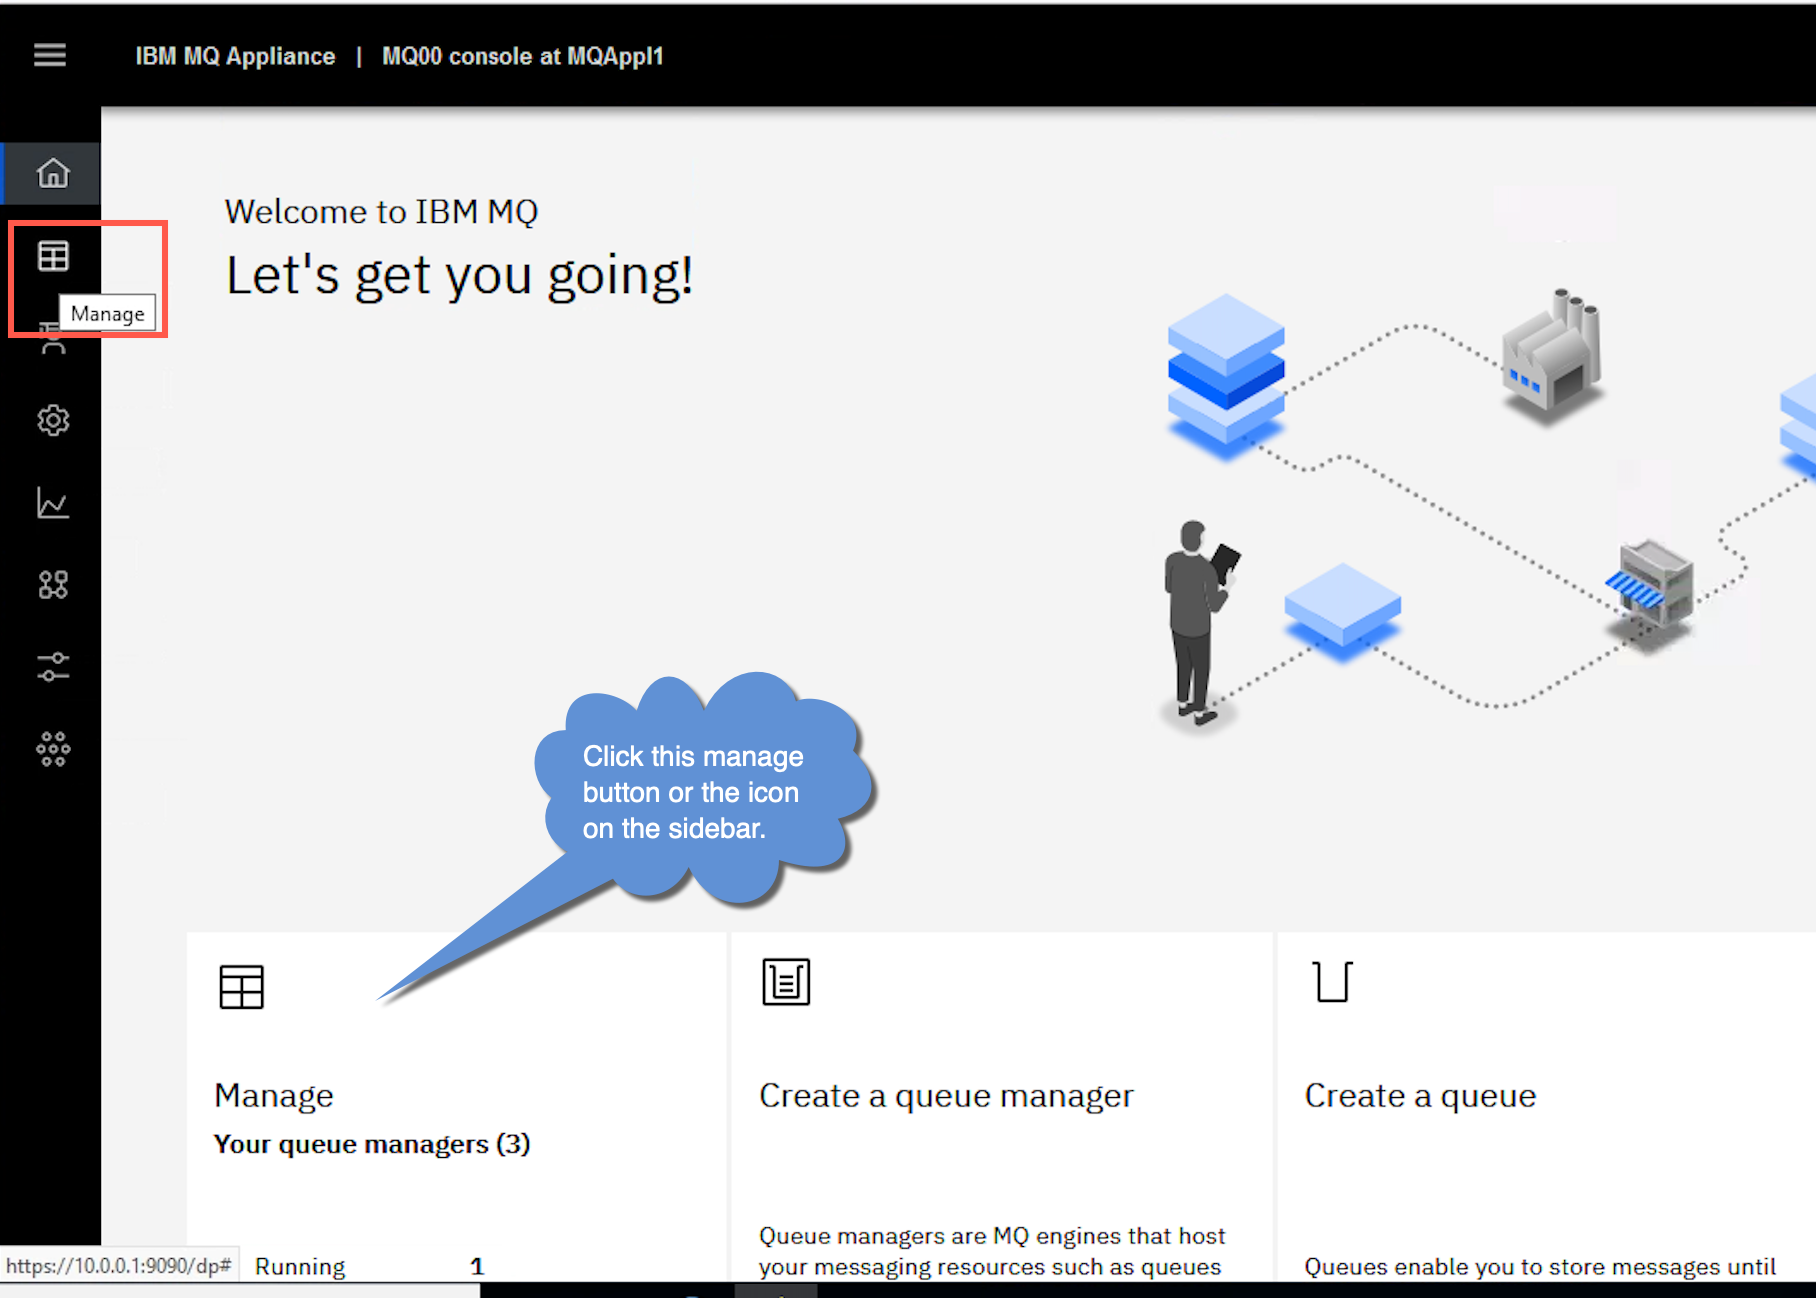 IBM MQ Appliance | MQ00 console at MQAppl1
Welcome to IBM MQ
Let's get you going!
Manage
Click this manage
button or the icon
on the sidebar.
Manage
Your queue managers (3)
Running 1
Create a queue manager
Queue managers are MQ engines that host
your messaging resources such as queues
Create a queue
Queues enable you to store messages until
https://10.0.0.1:9090/dp#